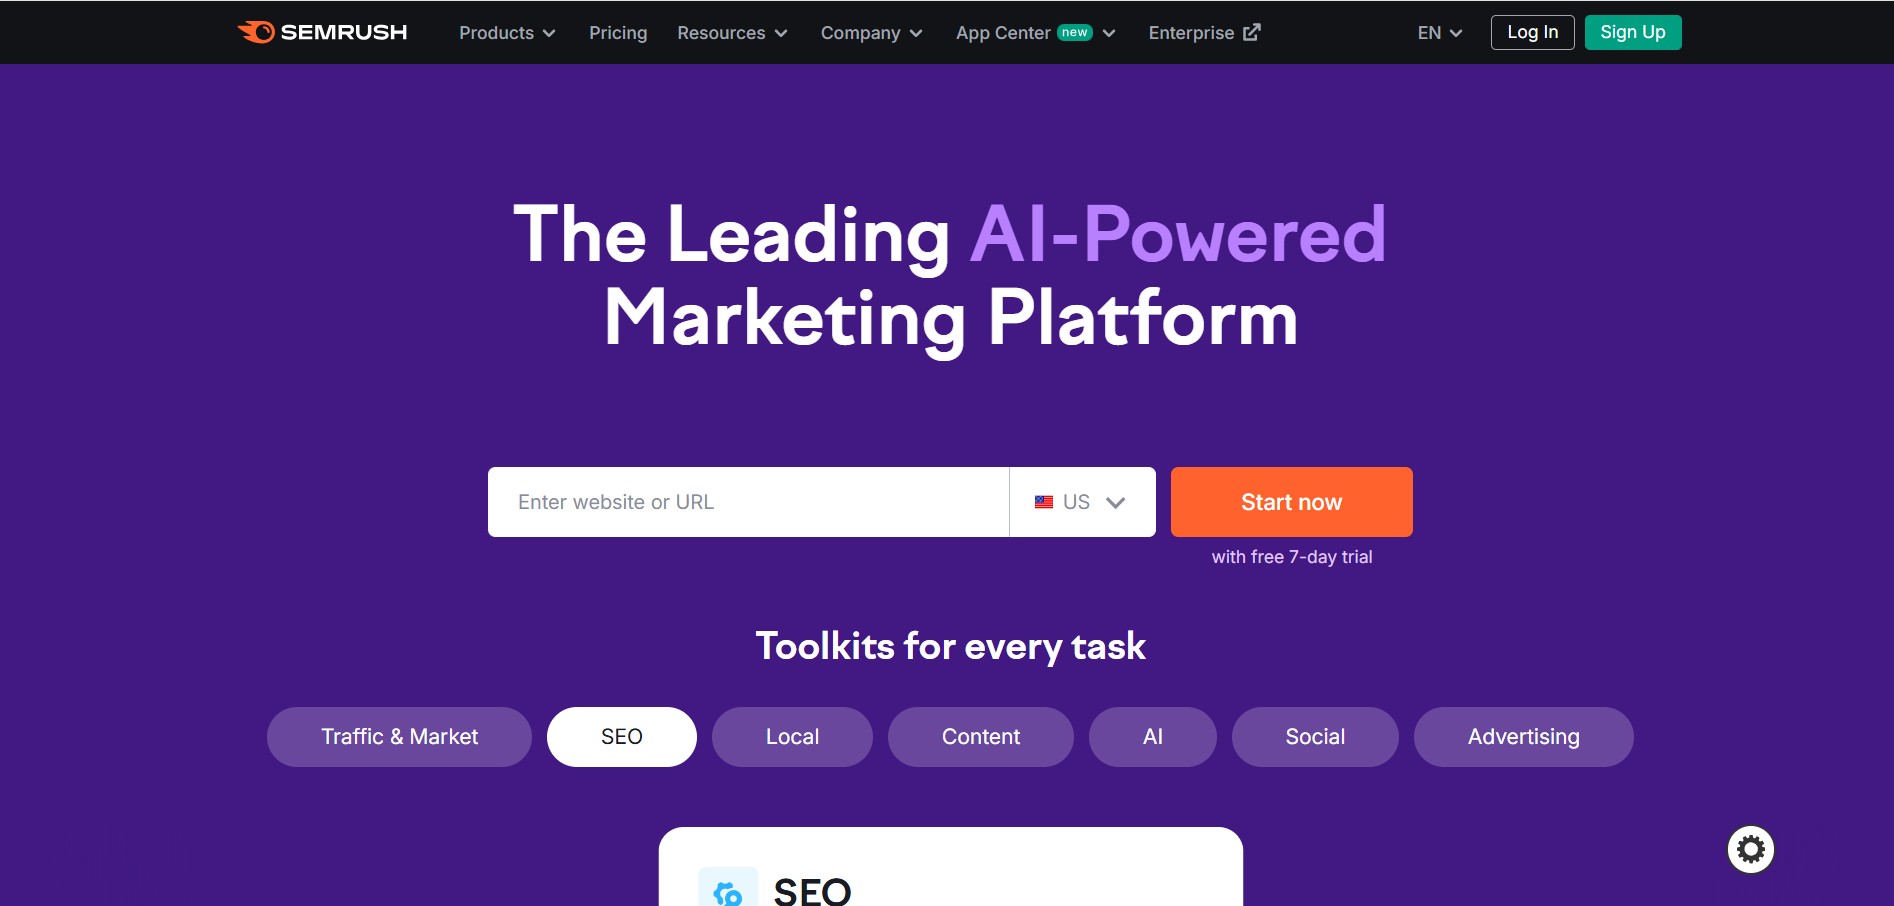 SEMRUSH Products Pricing Resources Company App Center new Enterprise EN Log In Sign Up
The Leading AI-Powered
Marketing Platform
Enter website or URL US Start now
with free 7-day trial
Toolkits for every task
Traffic & Market SEO Local Content AI Social Advertising
SEO